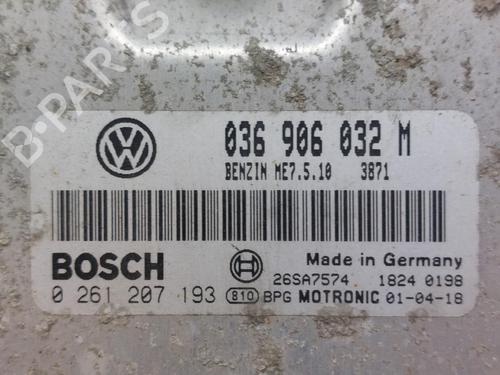 B-PARTS
036 906 032 M
BENZIN ME7.5.10 3871
BOSCH
Made in Germany
26SA7574 1824 0198
0 261 207 193 810 BPG MOTRONIC 01-04-18